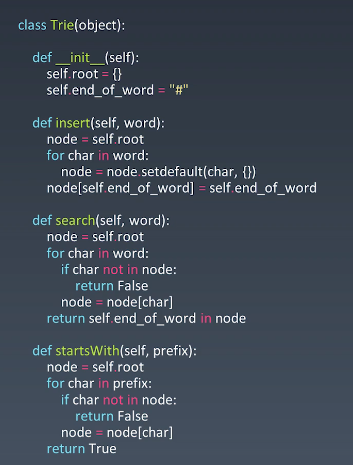 class Trie(object):
def __init__(self):
self.root = {}
self.end_of_word = "#"
def insert(self, word):
node = self.root
for char in word:
node = node.setdefault(char, {})
node[self.end_of_word] = self.end_of_word
def search(self, word):
node = self.root
for char in word:
if char not in node:
return False
node = node[char]
return self.end_of_word in node
def startsWith(self, prefix):
node = self.root
for char in prefix:
if char not in node:
return False
node = node[char]
return True